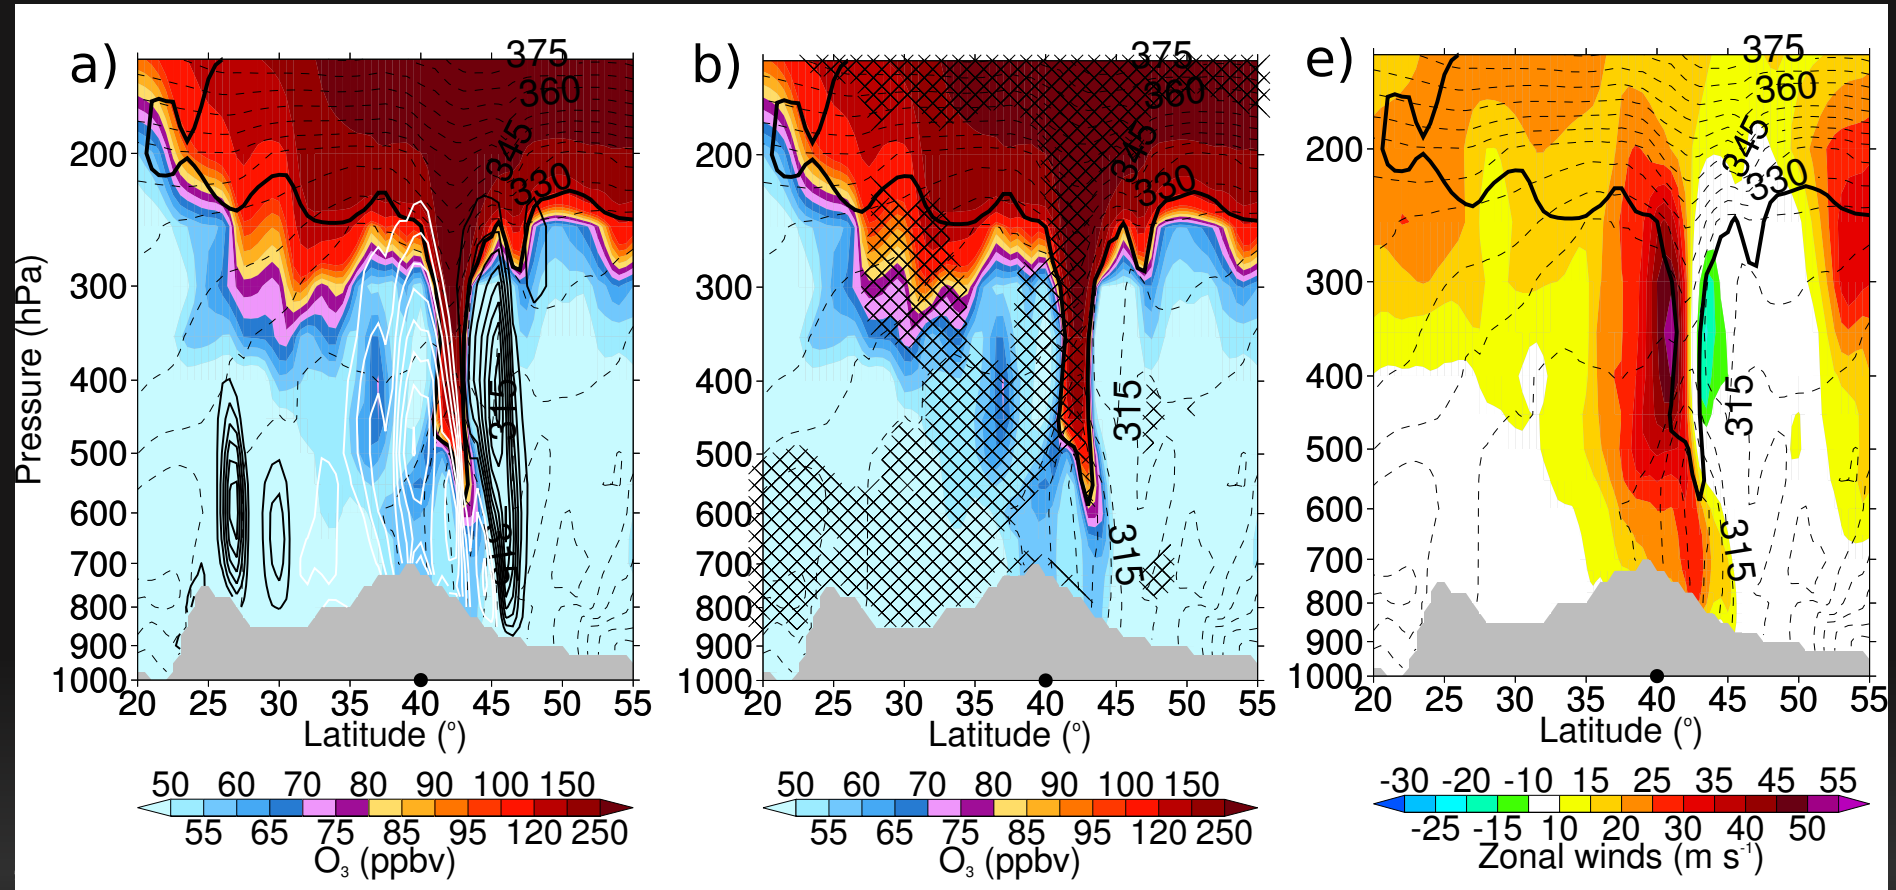 a)
375
360
345
330
315
315
200
300
400
500
600
700
800
900
1000
Pressure (hPa)
20 25 30 35 40 45 50 55
Latitude (o)
50 60 70 80 90 100 150
55 65 75 85 95 120 250
O3 (ppbv)
b)
375
360
345
330
315
315
200
300
400
500
600
700
800
900
1000
20 25 30 35 40 45 50 55
Latitude (o)
50 60 70 80 90 100 150
55 65 75 85 95 120 250
O3 (ppbv)
e)
375
360
345
330
315
315
200
300
400
500
600
700
800
900
1000
20 25 30 35 40 45 50 55
Latitude (o)
-30 -20 -10 15 25 35 45 55
-25 -15 10 20 30 40 50
Zonal winds (m s-1)